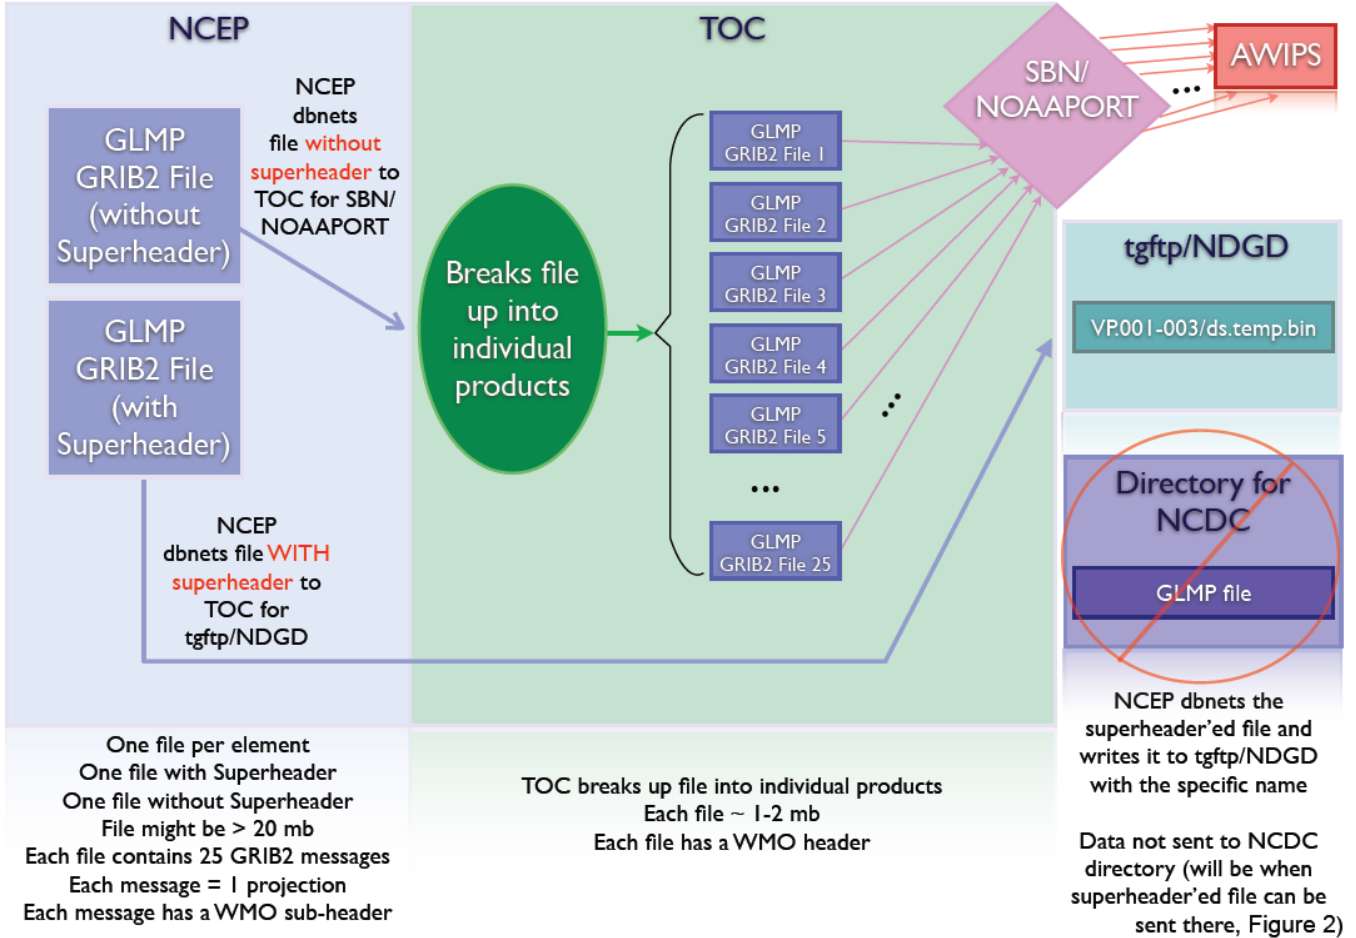 NCEP
TOC
NCEP
dbnets
file without
superheader to
TOC for SBN/
NOAAPORT
GLMP
GRIB2 File
(without
Superheader)
GLMP
GRIB2 File
(with
Superheader)
NCEP
dbnets file WITH
superheader to
TOC for
tgftp/NDGD
Breaks file
up into
individual
products
GLMP
GRIB2 File 1
GLMP
GRIB2 File 2
GLMP
GRIB2 File 3
GLMP
GRIB2 File 4
GLMP
GRIB2 File 5
...
GLMP
GRIB2 File 25
...
SBN/
NOAAPORT
...
AWIPS
tgftp/NDGD
VP.001-003/ds.temp.bin
Directory for
NCDC
GLMP file
One file per element
One file with Superheader
One file without Superheader
File might be > 20 mb
Each file contains 25 GRIB2 messages
Each message = 1 projection
Each message has a WMO sub-header
TOC breaks up file into individual products
Each file ~ 1-2 mb
Each file has a WMO header
NCEP dbnets the
superheader'ed file and
writes it to tgftp/NDGD
with the specific name
Data not sent to NCDC
directory (will be when
superheader'ed file can be
sent there, Figure 2)